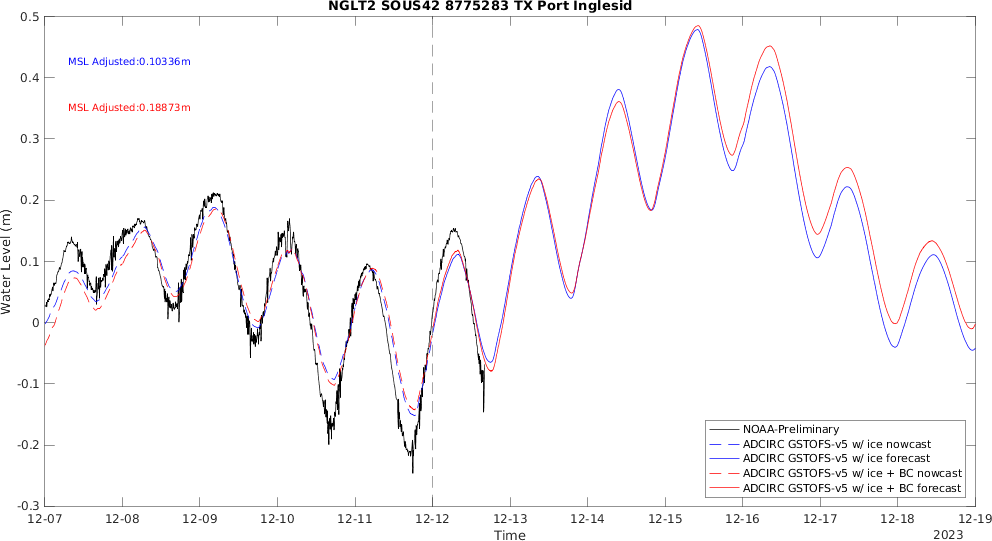 NGLT2 SOUS42 8775283 TX Port Inglesid
0.5
MSL Adjusted:0.10336m
0.4
MSL Adjusted:0.18873m
0.3
0.2
0.1
0
-0.1
-0.2
-0.3
Water Level (m)
NOAA-Preliminary
ADCIRC GSTOFS-v5 w/ ice nowcast
ADCIRC GSTOFS-v5 w/ ice forecast
ADCIRC GSTOFS-v5 w/ ice + BC nowcast
ADCIRC GSTOFS-v5 w/ ice + BC forecast
12-07 12-08 12-09 12-10 12-11 12-12 12-13 12-14 12-15 12-16 12-17 12-18 12-19
Time
2023